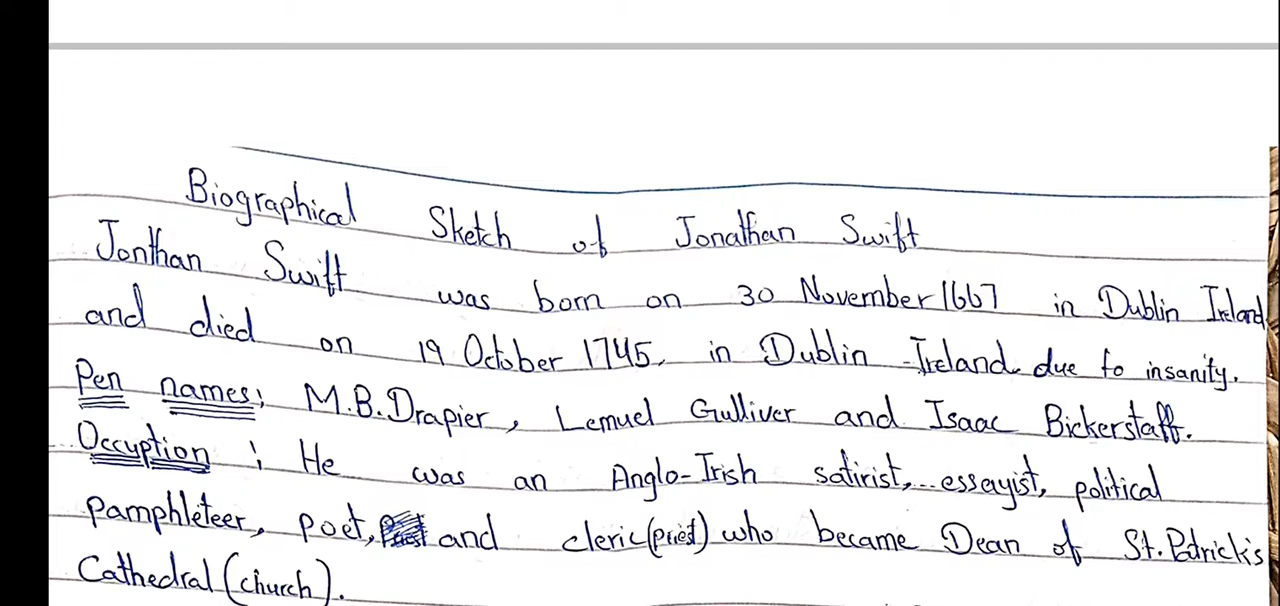 Biographical Sketch of Jonathan Swift
Jonthan Swift was born on 30 November 1667 in Dublin Ireland
and died on 19 October 1745. in Dublin Ireland due to insanity.
Pen names: M.B.Drapier, Lemuel Gulliver and Isaac Bickerstaff.
Occuption : He was an Anglo-Irish satirist, essayist, political
Pamphleteer, poet, and cleric (priest) who became Dean of St. Patrick's
Cathedral (church).